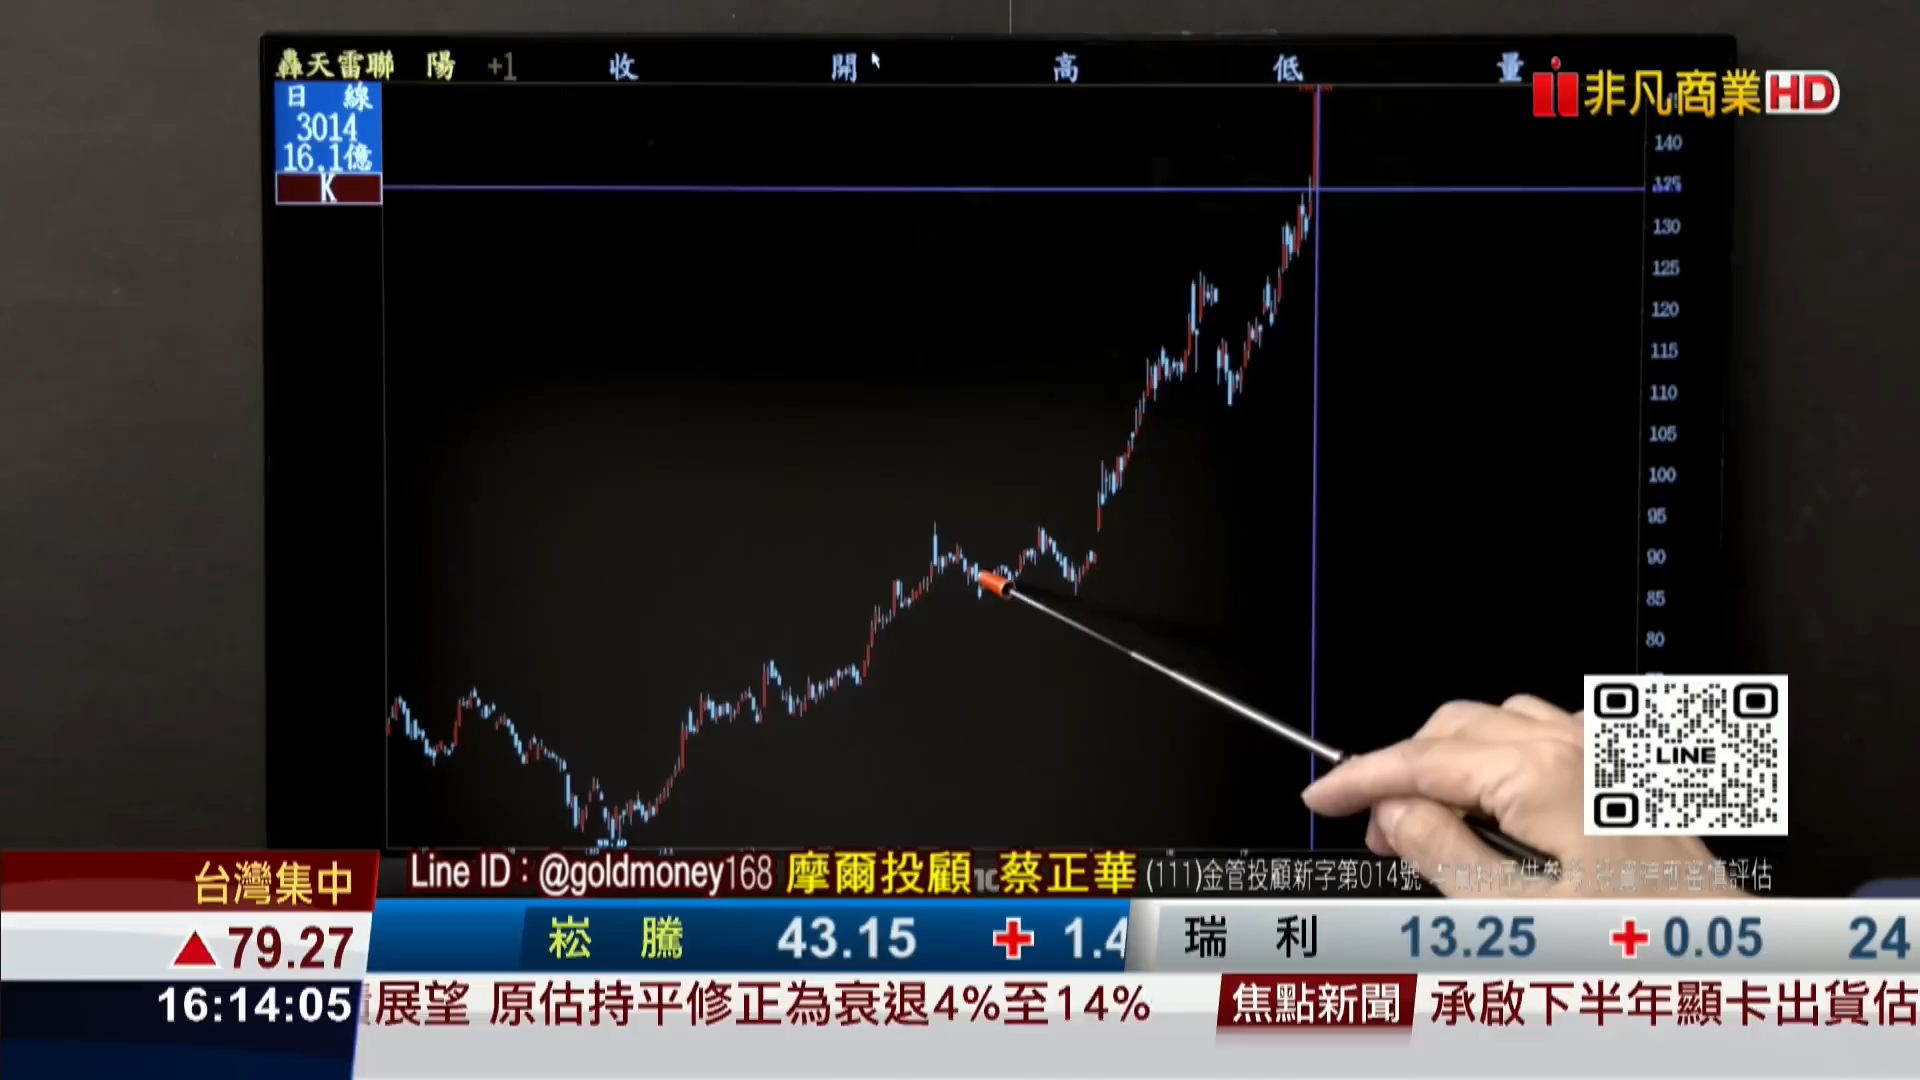 轟天雷聯 陽 +1 收 開 高 低 量
非凡商業HD
日 線
3014
16.1億
K
140
135
130
125
120
115
110
105
100
95
90
85
80
LINE
Line ID：@goldmoney168 摩爾投顧 蔡正華 (111)金管投顧新字第014號
台灣集中
▲79.27
崧 騰 43.15 + 1.4
瑞 利 13.25 + 0.05 24
16:14:05
展望 原估持平修正為衰退4%至14%
焦點新聞 承啟下半年顯卡出貨估